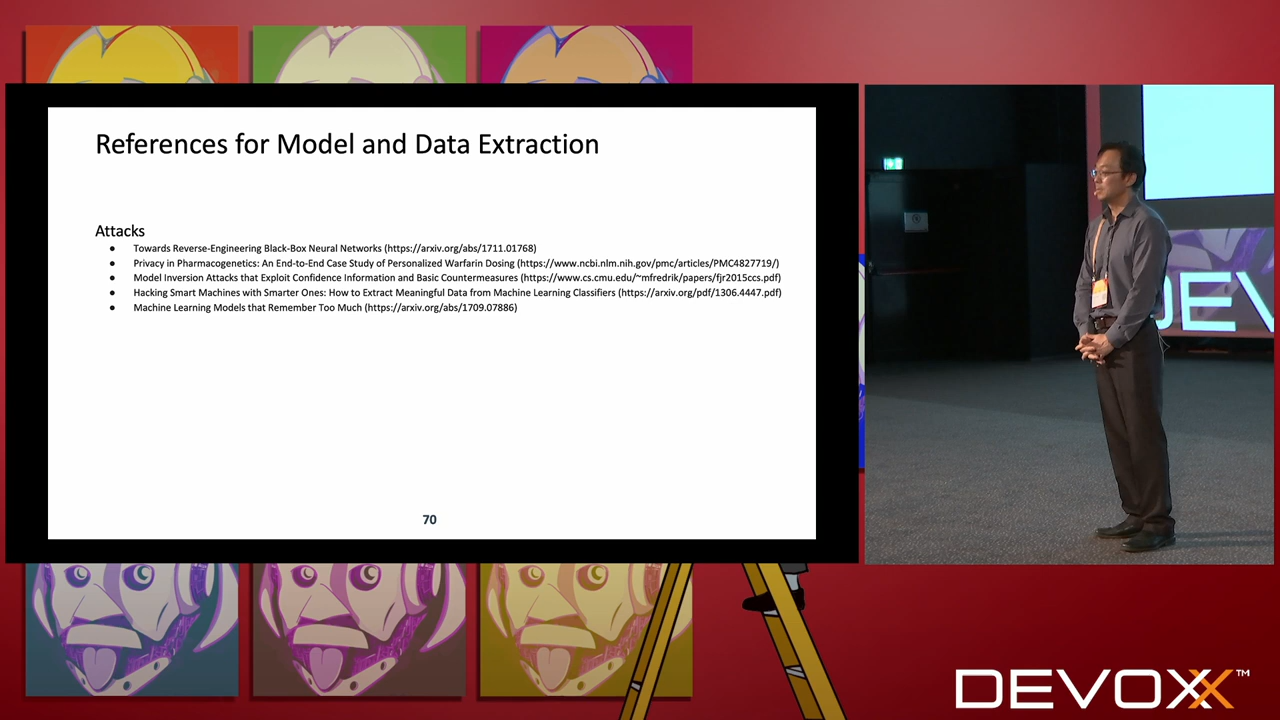 References for Model and Data Extraction
Attacks
● Towards Reverse-Engineering Black-Box Neural Networks (https://arxiv.org/abs/1711.01768)
● Privacy in Pharmacogenetics: An End-to-End Case Study of Personalized Warfarin Dosing (https://www.ncbi.nlm.nih.gov/pmc/articles/PMC4827719/)
● Model Inversion Attacks that Exploit Confidence Information and Basic Countermeasures (https://www.cs.cmu.edu/~mfredrik/papers/fjr2015ccs.pdf)
● Hacking Smart Machines with Smarter Ones: How to Extract Meaningful Data from Machine Learning Classifiers (https://arxiv.org/pdf/1306.4447.pdf)
● Machine Learning Models that Remember Too Much (https://arxiv.org/abs/1709.07886)
70
DEV
DEVOXX™